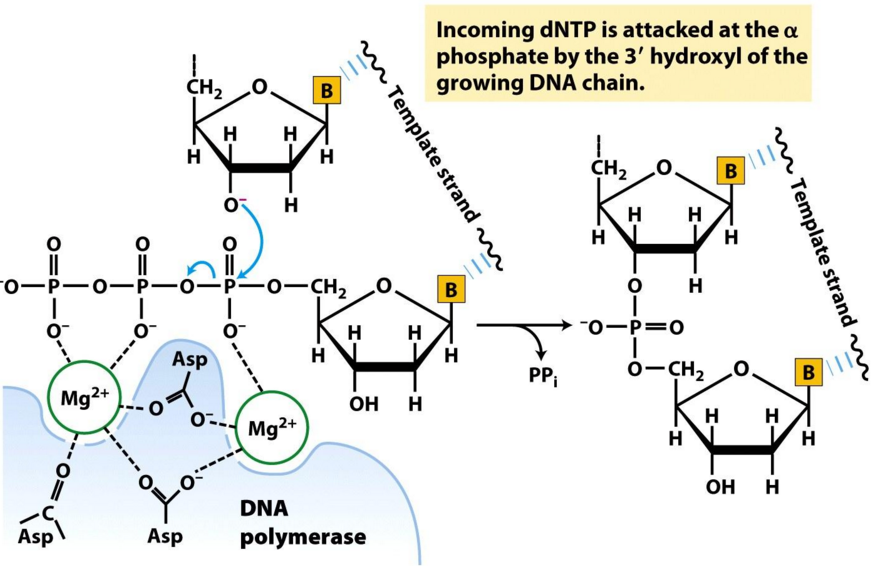 Incoming dNTP is attacked at the α
phosphate by the 3′ hydroxyl of the
growing DNA chain.
CH₂ O B
H H H H
O⁻ H
Template strand
O O O
⁻O P O P O P O CH₂ O B
O⁻ O⁻ O⁻
H H H H
OH H
Mg²⁺
Asp
O O⁻
Mg²⁺
O
C
Asp
O O⁻
Asp
DNA
polymerase
PPᵢ
CH₂ O B
H H H H
O H
Template strand
⁻O P O
O CH₂ O B
H H H H
OH H